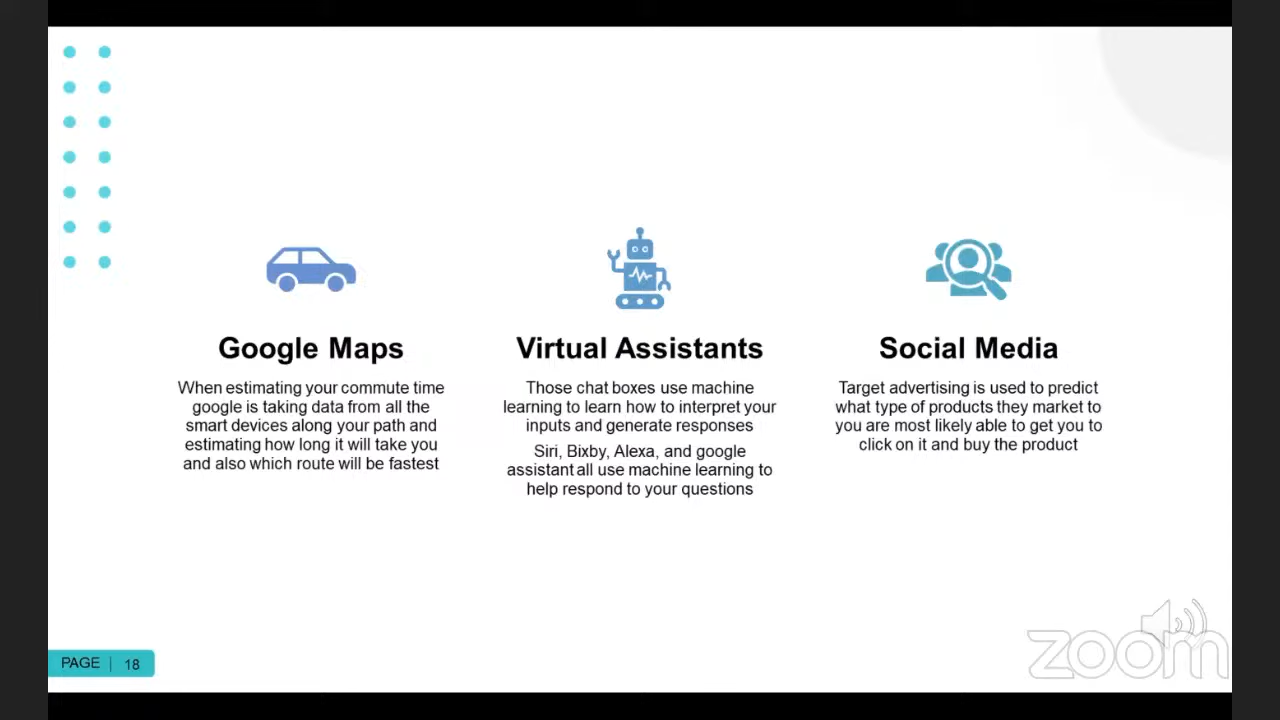 Google Maps
When estimating your commute time
google is taking data from all the
smart devices along your path and
estimating how long it will take you
and also which route will be fastest
Virtual Assistants
Those chat boxes use machine
learning to learn how to interpret your
inputs and generate responses
Siri, Bixby, Alexa, and google
assistant all use machine learning to
help respond to your questions
Social Media
Target advertising is used to predict
what type of products they market to
you are most likely able to get you to
click on it and buy the product
PAGE | 18
zoom